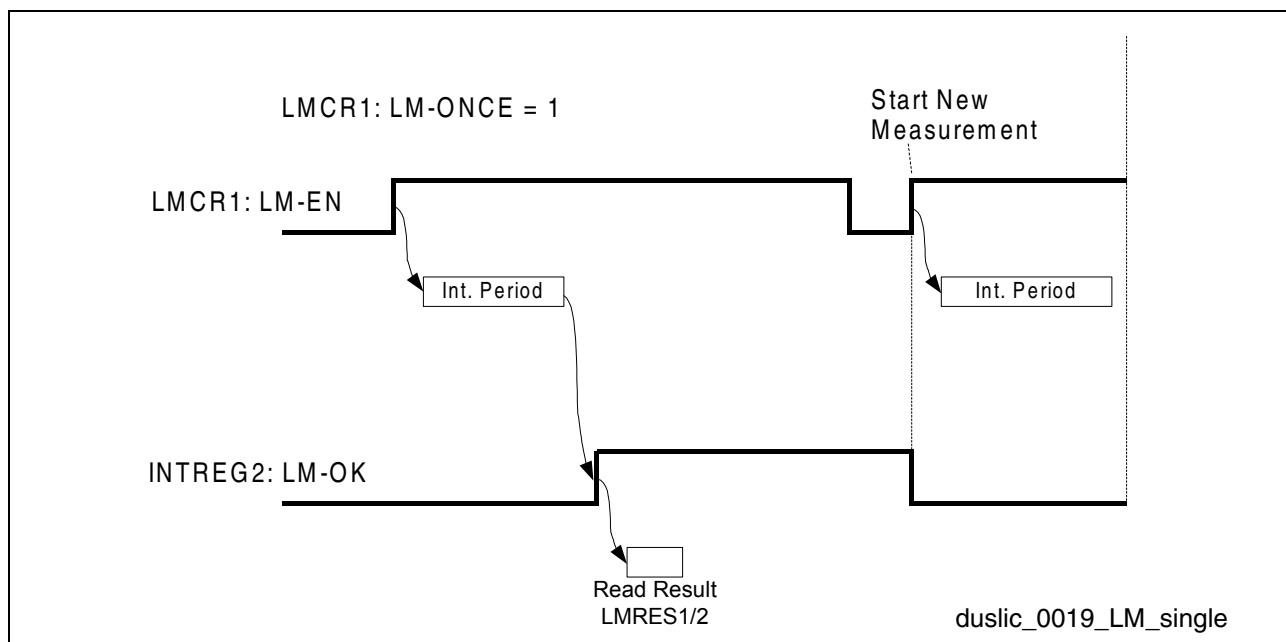 LMCR1: LM-ONCE = 1
Start New
Measurement
LMCR1: LM-EN
Int. Period
Int. Period
INTREG2: LM-OK
Read Result
LMRES1/2
duslic_0019_LM_single